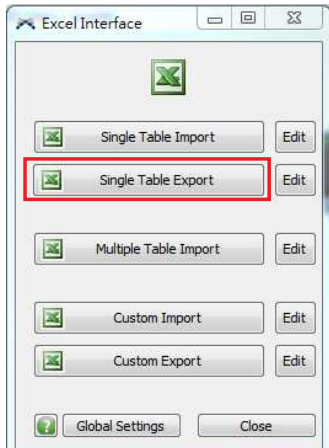 Excel Interface
Single Table Import Edit
Single Table Export Edit
Multiple Table Import Edit
Custom Import Edit
Custom Export Edit
? Global Settings Close